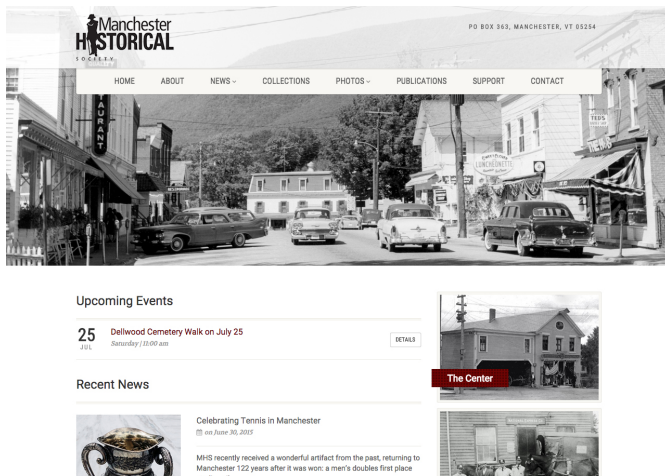 Manchester
HISTORICAL
SOCIETY
PO BOX 363, MANCHESTER, VT 05254
HOME ABOUT NEWS COLLECTIONS PHOTOS PUBLICATIONS SUPPORT CONTACT
RESTAURANT
TED'S
LUNCHEONETTE
Upcoming Events
25
JUL
Dellwood Cemetery Walk on July 25
Saturday | 11:00 am
DETAILS
The Center
Recent News
Celebrating Tennis in Manchester
on June 30, 2015
MHS recently received a wonderful artifact from the past, returning to
Manchester 122 years after it was won: a men's doubles first place